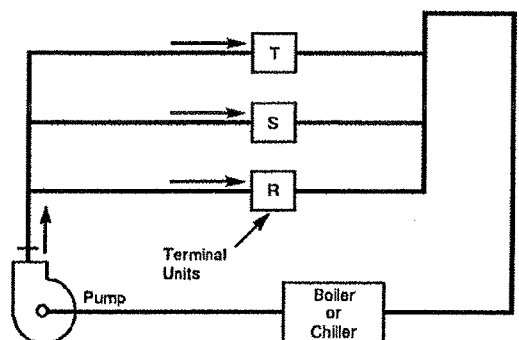 T
S
R
Terminal
Units
Pump
Boiler
or
Chiller